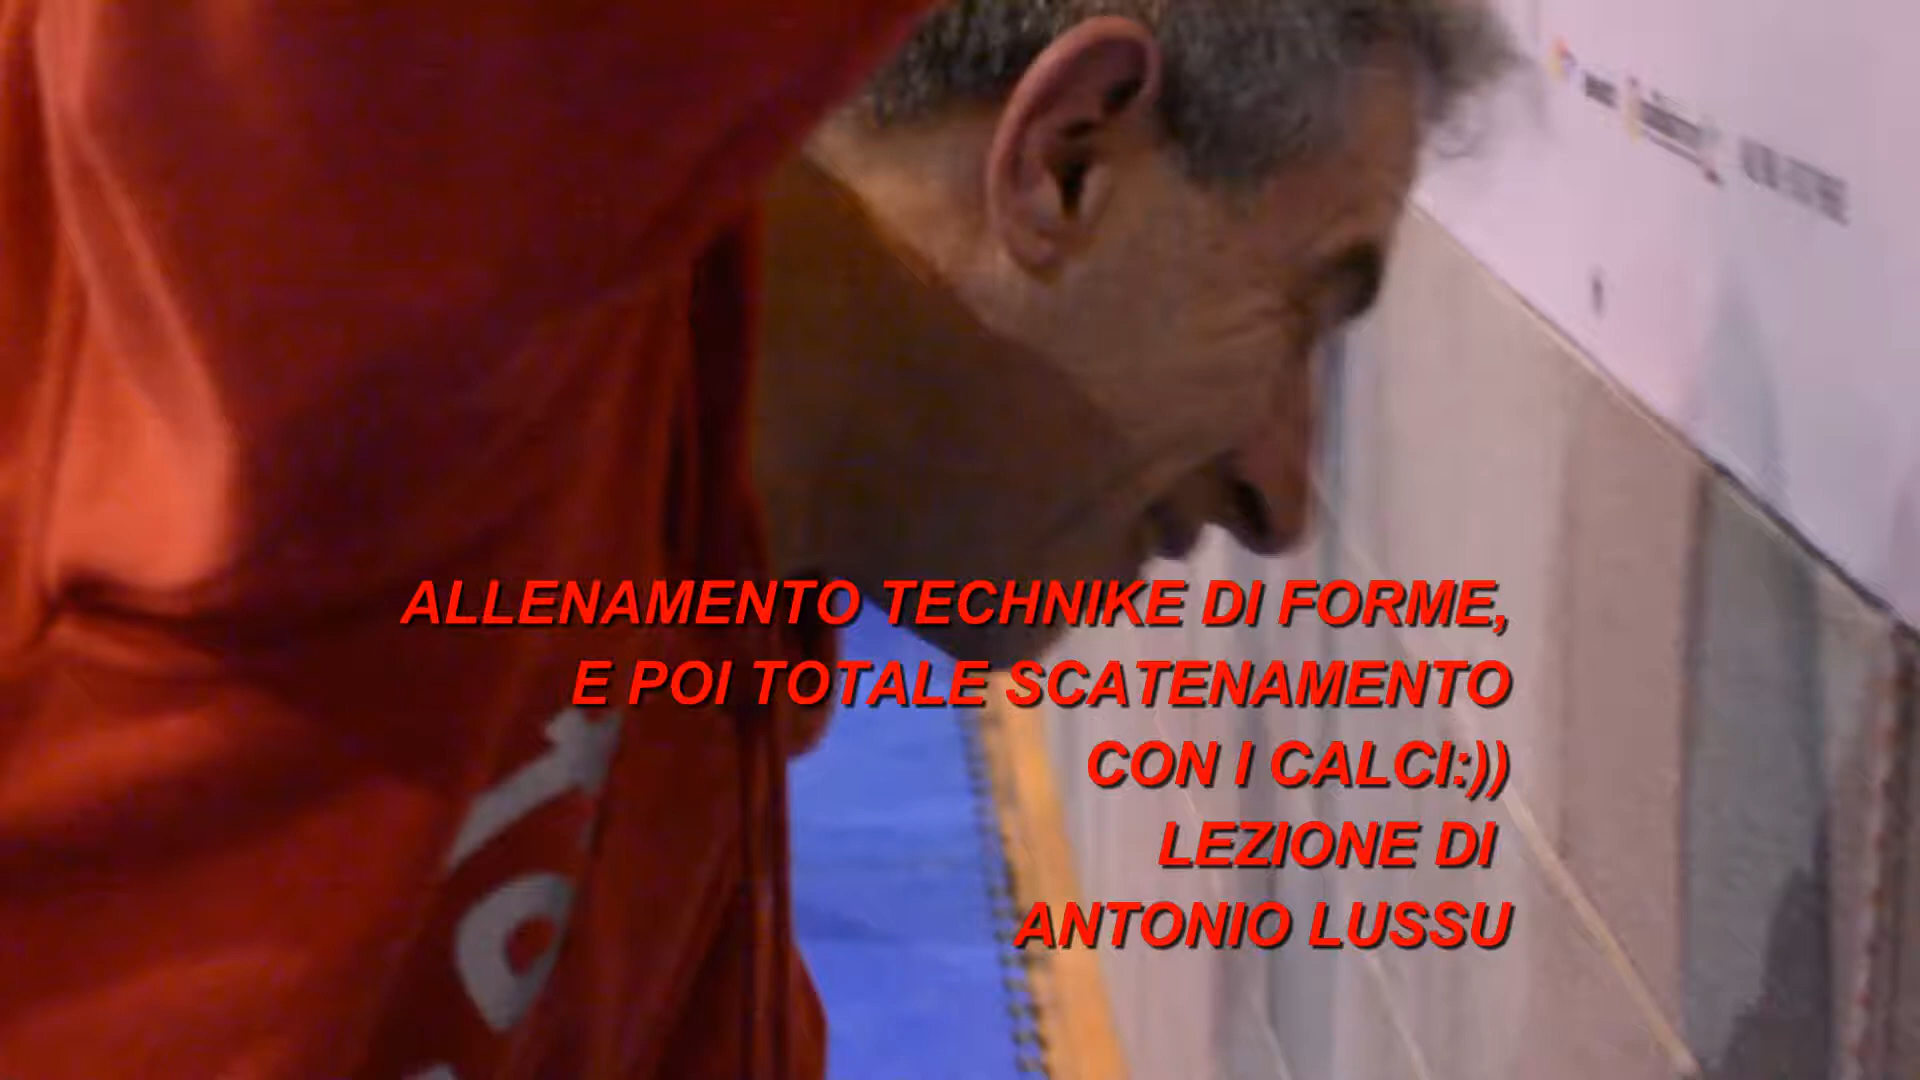 ALLENAMENTO TECHNIKE DI FORME,
E POI TOTALE SCATENAMENTO
CON I CALCI:))
LEZIONE DI
ANTONIO LUSSU